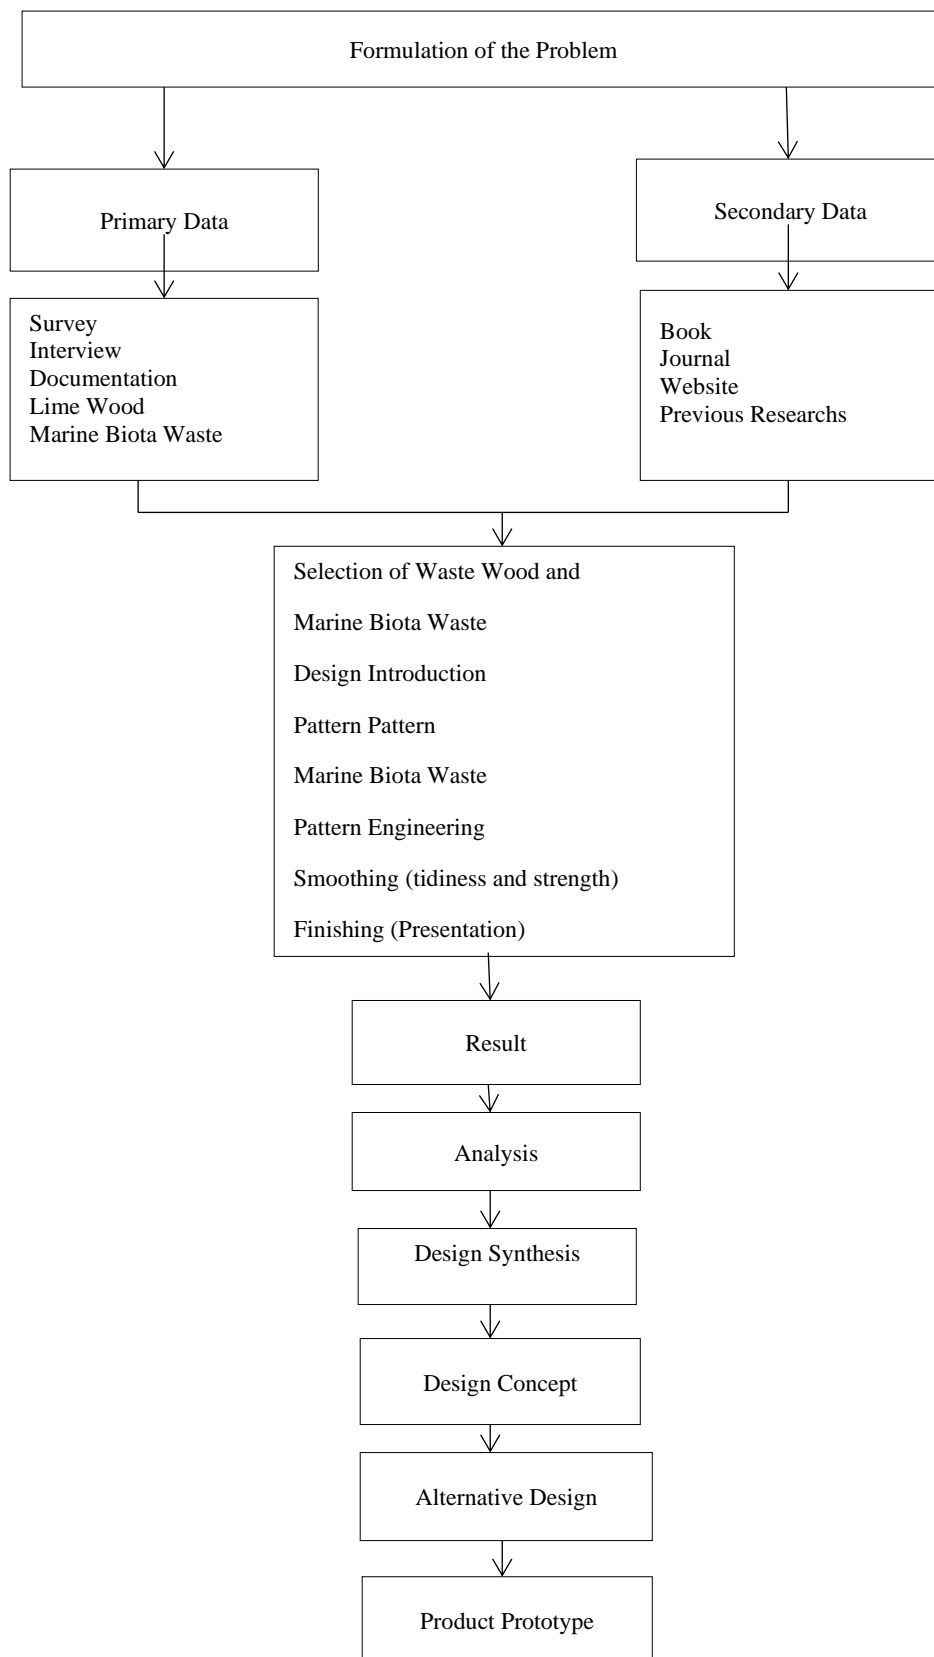 Formulation of the Problem
Primary Data
Secondary Data
Survey
Interview
Documentation
Lime Wood
Marine Biota Waste
Book
Journal
Website
Previous Researchs
Selection of Waste Wood and
Marine Biota Waste
Design Introduction
Pattern Pattern
Marine Biota Waste
Pattern Engineering
Smoothing (tidiness and strength)
Finishing (Presentation)
Result
Analysis
Design Synthesis
Design Concept
Alternative Design
Product Prototype